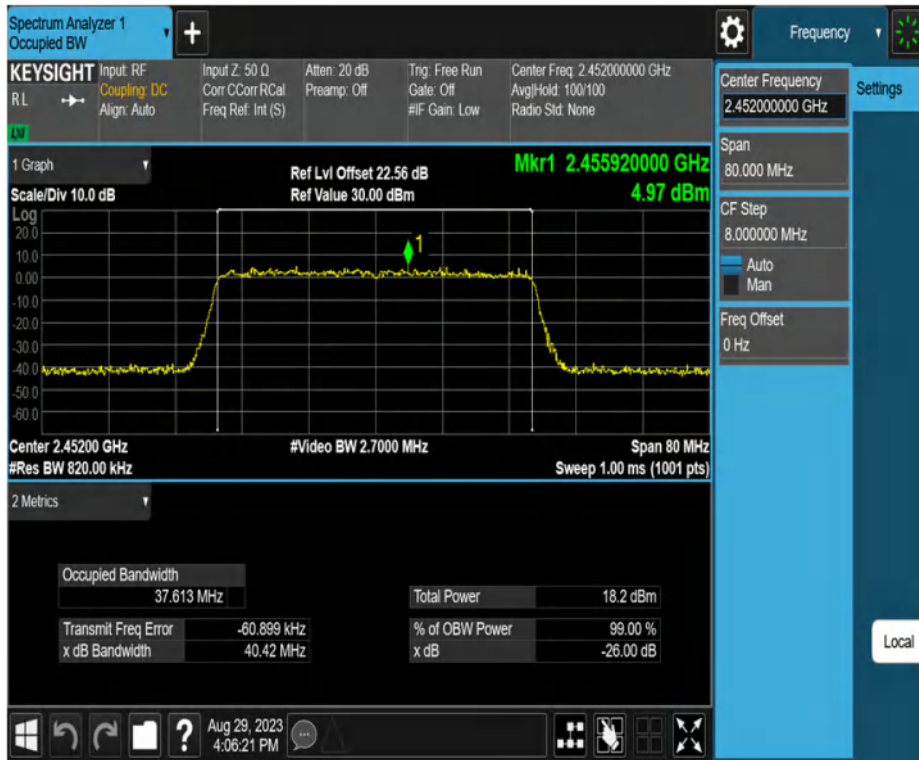 Spectrum Analyzer 1
Occupied BW
+
Frequency
KEYSIGHT
RL
LXI
Input: RF
Coupling: DC
Align: Auto
Input Z: 50 Ω
Corr CCorr RCal
Freq Ref: Int (S)
Atten: 20 dB
Preamp: Off
Trig: Free Run
Gate: Off
#IF Gain: Low
Center Freq: 2.452000000 GHz
Avg|Hold: 100/100
Radio Std: None
1 Graph
Scale/Div 10.0 dB
Ref Lvl Offset 22.56 dB
Ref Value 30.00 dBm
Mkr1 2.455920000 GHz
4.97 dBm
Log
20.0
10.0
0.00
-10.0
-20.0
-30.0
-40.0
-50.0
-60.0
1
Center 2.45200 GHz
#Res BW 820.00 kHz
#Video BW 2.7000 MHz
Span 80 MHz
Sweep 1.00 ms (1001 pts)
2 Metrics
Occupied Bandwidth
37.613 MHz
Total Power 18.2 dBm
Transmit Freq Error -60.899 kHz
% of OBW Power 99.00 %
x dB Bandwidth 40.42 MHz
x dB -26.00 dB
Center Frequency
2.452000000 GHz
Settings
Span
80.000 MHz
CF Step
8.000000 MHz
Auto
Man
Freq Offset
0 Hz
Local
?
Aug 29, 2023
4:06:21 PM